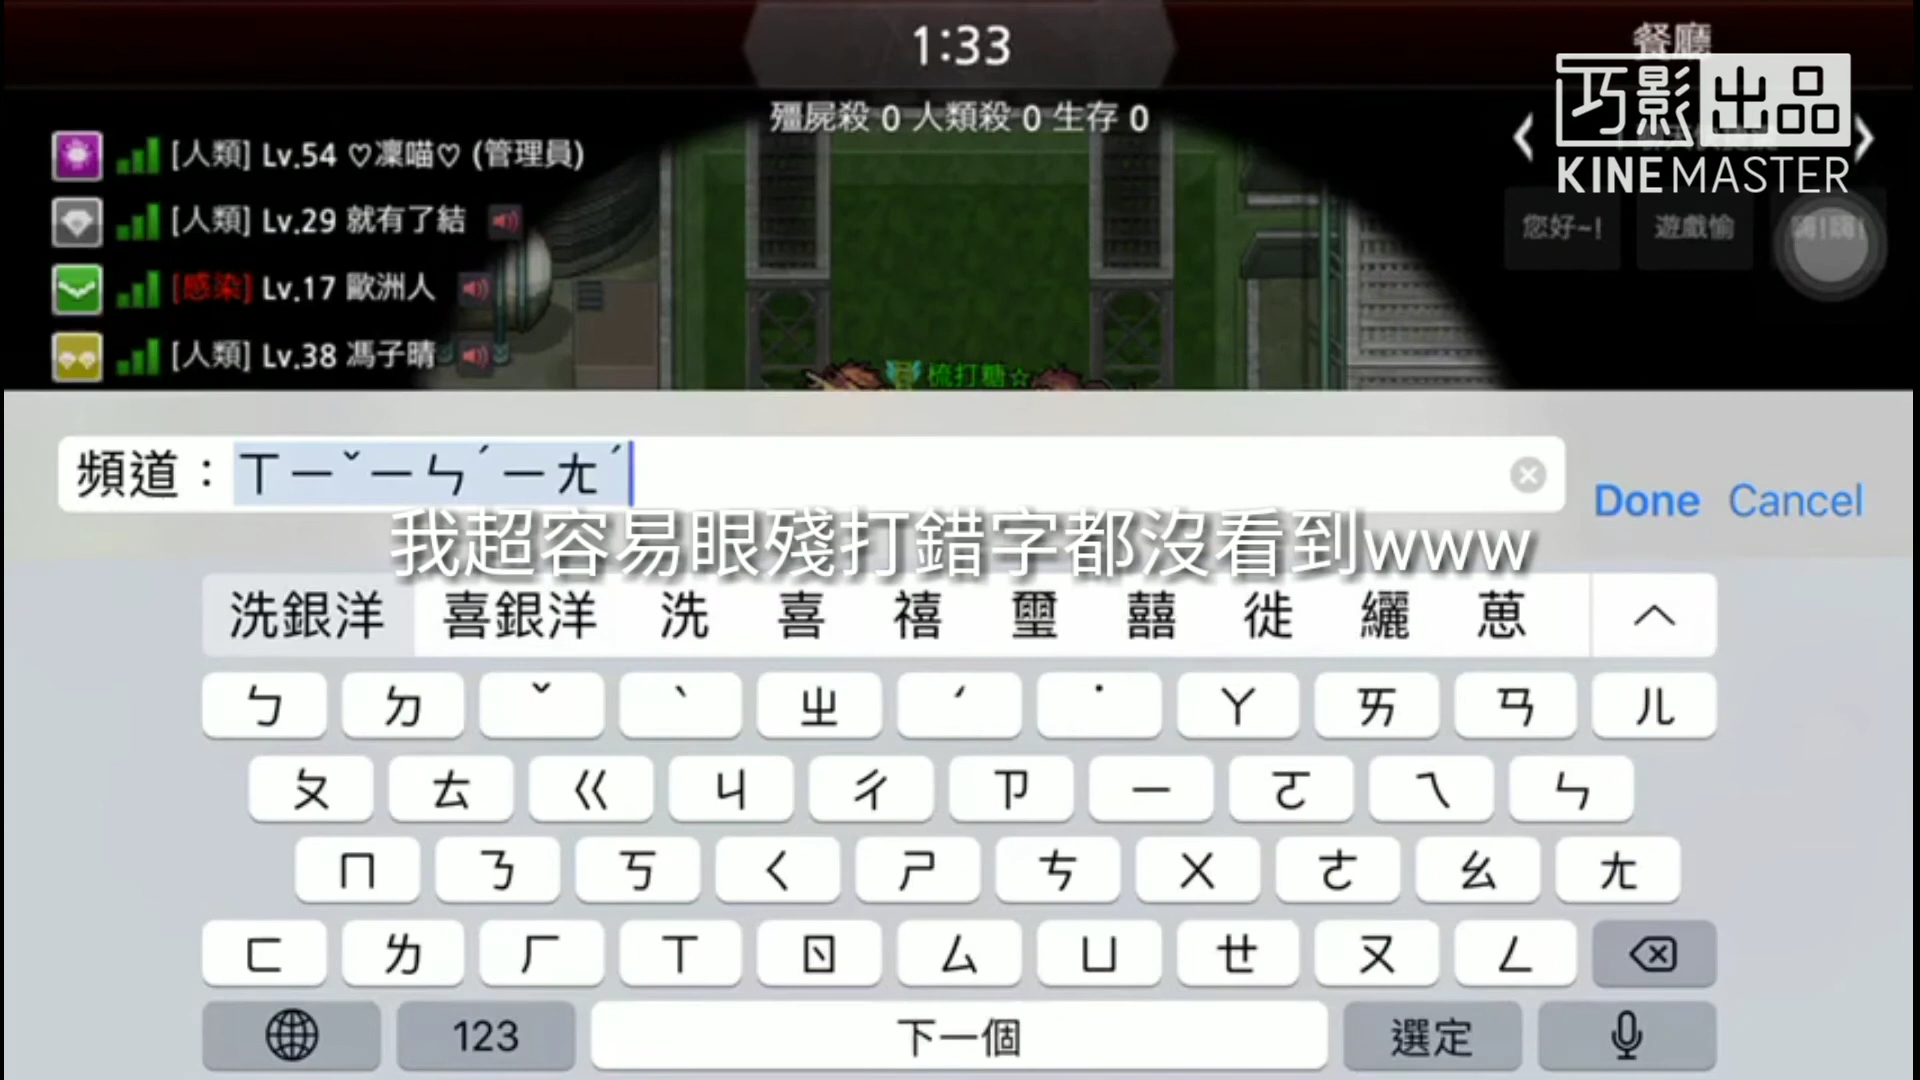 1:33
餐廳
巧影出品
KINEMASTER
殭屍殺 0 人類殺 0 生存 0
[人類] Lv.54 ♡凜喵♡ (管理員)
[人類] Lv.29 就有了結
[感染] Lv.17 歐洲人
[人類] Lv.38 馮子晴
您好~!
遊戲愉
嗨!嗨!
梳打糖☆
頻道：ㄒㄧˇㄧㄣˊㄧㄤˊ
Done Cancel
我超容易眼殘打錯字都沒看到www
洗銀洋 喜銀洋 洗 喜 禧 璽 囍 徙 纚 葸
ㄅ ㄉ ˇ ˋ ㄓ ˊ ˙ ㄚ ㄞ ㄢ ㄦ
ㄆ ㄊ ㄍ ㄐ ㄔ ㄗ ㄧ ㄛ ㄟ ㄣ
ㄇ ㄋ ㄎ ㄑ ㄕ ㄘ ㄨ ㄜ ㄠ ㄤ
ㄈ ㄌ ㄏ ㄒ ㄖ ㄙ ㄩ ㄝ ㄡ ㄥ
123 下一個 選定